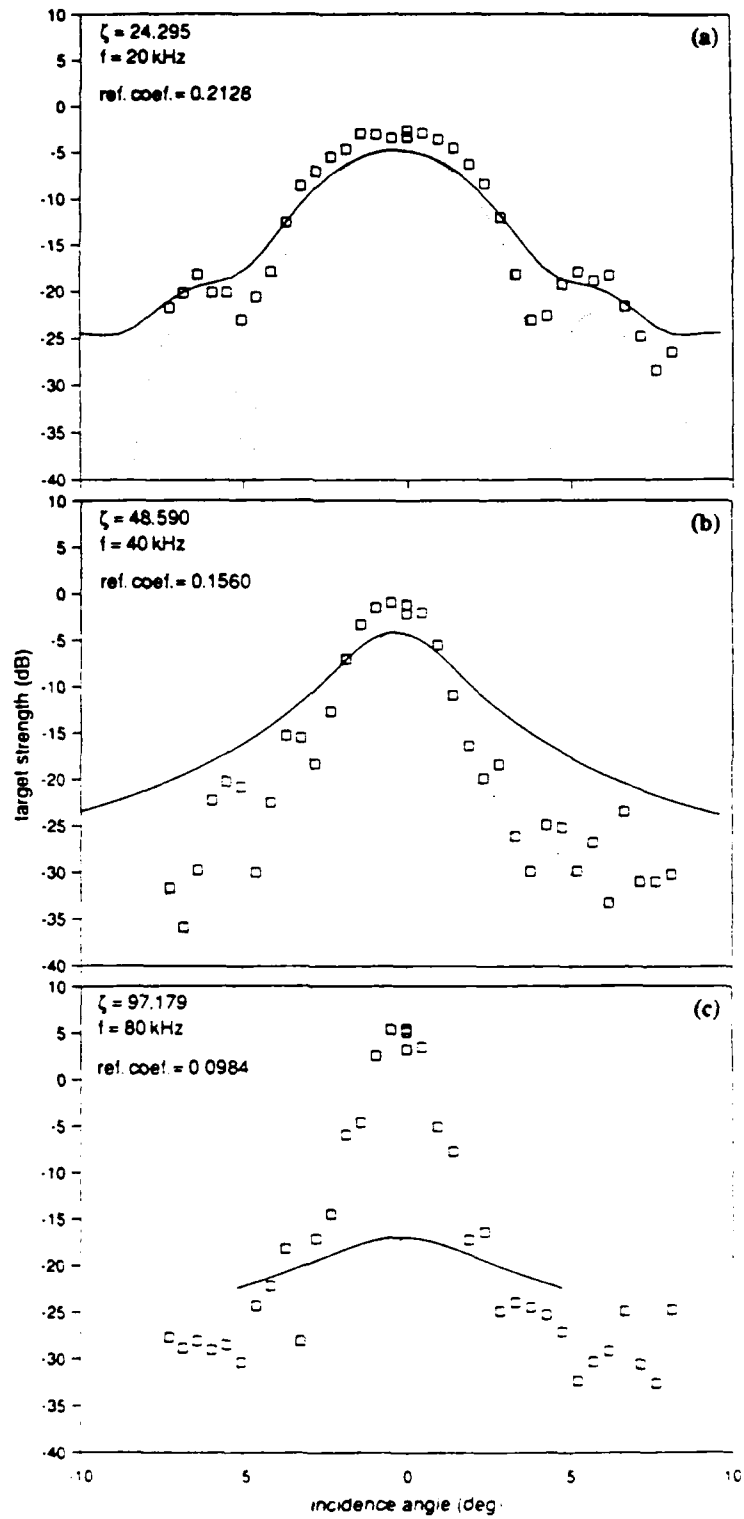 10
5
0
-5
-10
-15
-20
-25
-30
-35
-40
ζ = 24.295
f = 20 kHz
ref. coef. = 0.2128
(a)
10
5
0
-5
-10
-15
-20
-25
-30
-35
-40
ζ = 48.590
f = 40 kHz
ref. coef. = 0.1560
(b)
target strength (dB)
10
5
0
-5
-10
-15
-20
-25
-30
-35
-40
ζ = 97.179
f = 80 kHz
ref. coef. = 0 0984
(c)
-10 5 0 5 10
incidence angle (deg